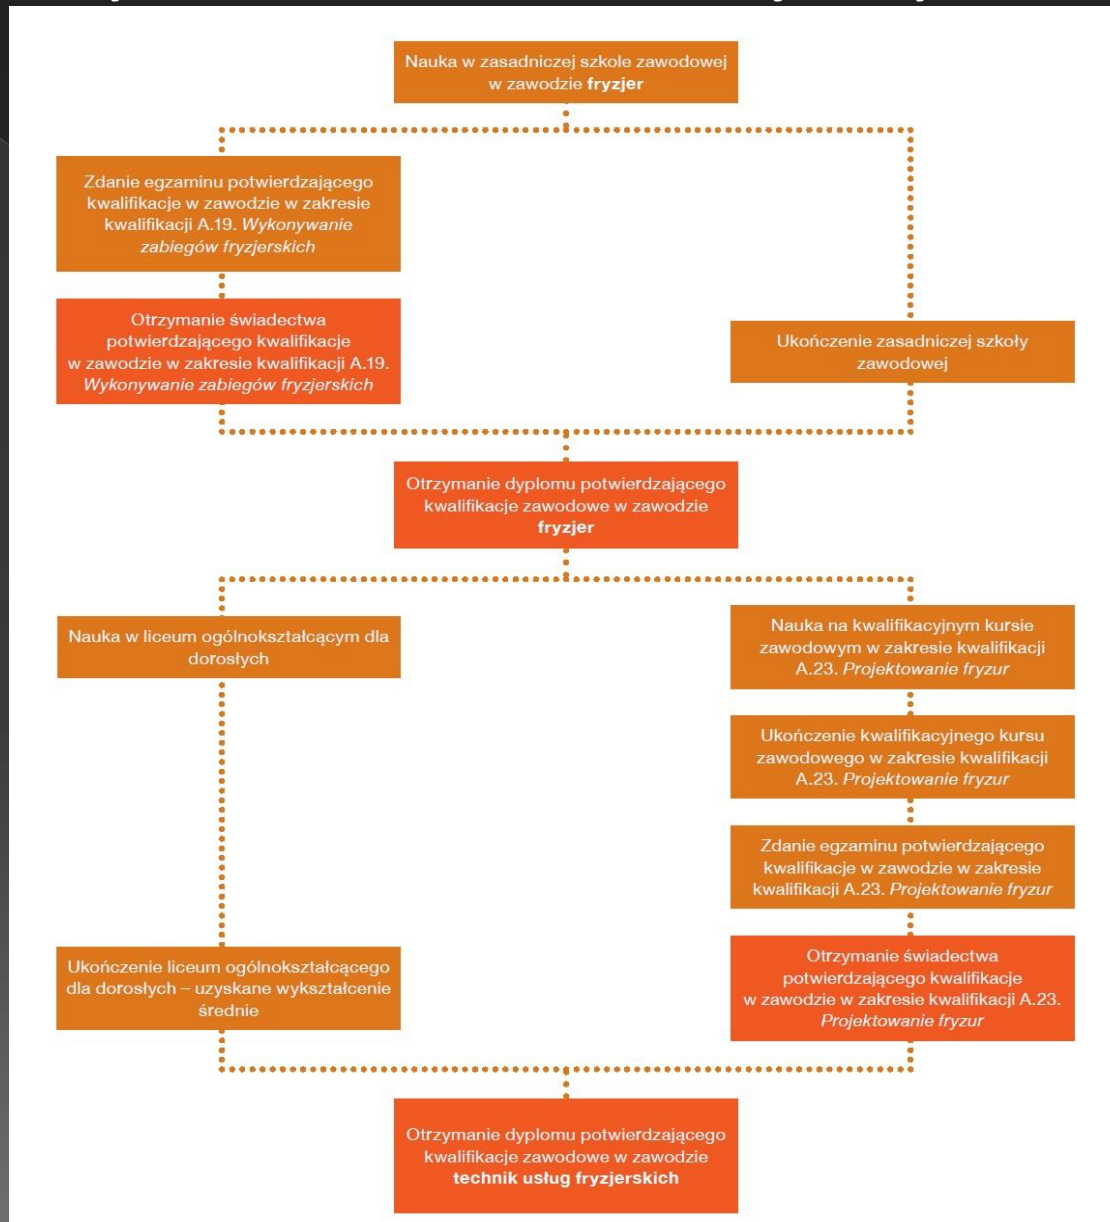 Nauka w zasadniczej szkole zawodowej
w zawodzie fryzjer
Zdanie egzaminu potwierdzającego
kwalifikacje w zawodzie w zakresie
kwalifikacji A.19. Wykonywanie
zabiegów fryzjerskich
Otrzymanie świadectwa
potwierdzającego kwalifikacje
w zawodzie w zakresie kwalifikacji A.19.
Wykonywanie zabiegów fryzjerskich
Ukończenie zasadniczej szkoły
zawodowej
Otrzymanie dyplomu potwierdzającego
kwalifikacje zawodowe w zawodzie
fryzjer
Nauka w liceum ogólnokształcącym dla
dorosłych
Nauka na kwalifikacyjnym kursie
zawodowym w zakresie kwalifikacji
A.23. Projektowanie fryzur
Ukończenie kwalifikacyjnego kursu
zawodowego w zakresie kwalifikacji
A.23. Projektowanie fryzur
Zdanie egzaminu potwierdzającego
kwalifikacje w zawodzie w zakresie
kwalifikacji A.23. Projektowanie fryzur
Ukończenie liceum ogólnokształcącego
dla dorosłych – uzyskane wykształcenie
średnie
Otrzymanie świadectwa
potwierdzającego kwalifikacje
w zawodzie w zakresie kwalifikacji A.23.
Projektowanie fryzur
Otrzymanie dyplomu potwierdzającego
kwalifikacje zawodowe w zawodzie
technik usług fryzjerskich